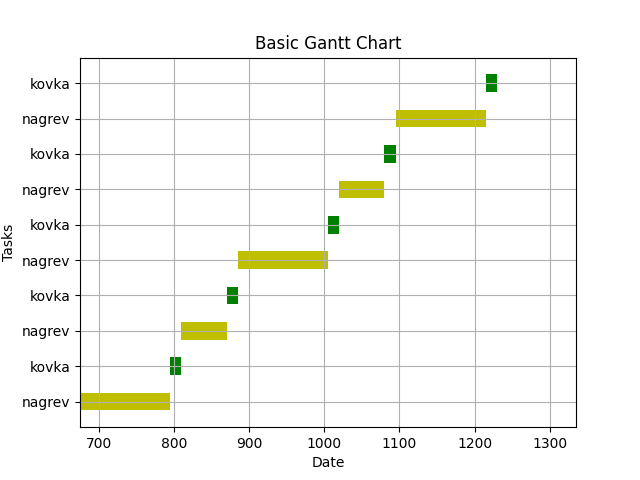 Basic Gantt Chart
kovka
nagrev
kovka
nagrev
kovka
nagrev
kovka
nagrev
kovka
nagrev
Tasks
700 800 900 1000 1100 1200 1300
Date